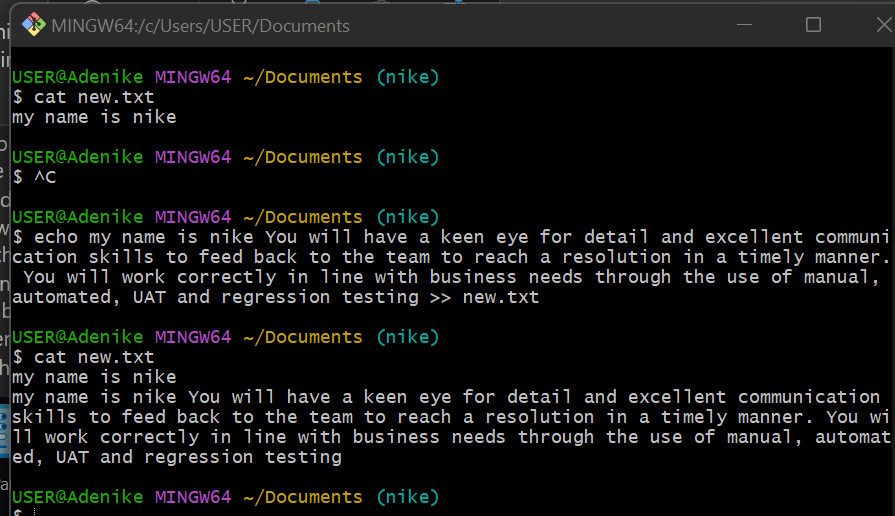 MINGW64:/c/Users/USER/Documents
USER@Adenike MINGW64 ~/Documents (nike)
$ cat new.txt
my name is nike
USER@Adenike MINGW64 ~/Documents (nike)
$ ^C
USER@Adenike MINGW64 ~/Documents (nike)
$ echo my name is nike You will have a keen eye for detail and excellent communi
cation skills to feed back to the team to reach a resolution in a timely manner.
 You will work correctly in line with business needs through the use of manual,
automated, UAT and regression testing >> new.txt
USER@Adenike MINGW64 ~/Documents (nike)
$ cat new.txt
my name is nike
my name is nike You will have a keen eye for detail and excellent communication
skills to feed back to the team to reach a resolution in a timely manner. You wi
ll work correctly in line with business needs through the use of manual, automat
ed, UAT and regression testing
USER@Adenike MINGW64 ~/Documents (nike)
$